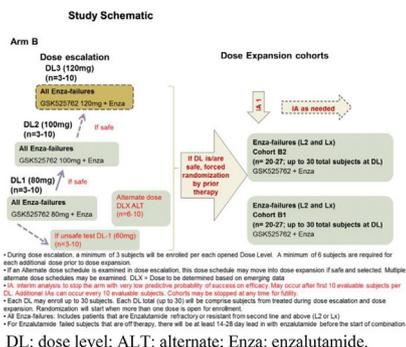 Study Schematic
Arm B
Dose escalation
DL3 (120mg)
(n=3-10)
All Enza-failures
GSK525762 120mg + Enza
If safe
DL2 (100mg)
(n=3-10)
All Enza-failures
GSK525762 100mg + Enza
If safe
DL1 (80mg)
(n=3-10)
All Enza-failures
GSK525762 80mg + Enza
Alternate dose
DLX ALT
(n=6-10)
If unsafe test DL-1 (60mg)
(n=3-10)
If DL is/are
safe, forced
randomization
by prior
therapy
Dose Expansion cohorts
IA 1
IA as needed
Enza-failures (L2 and Lx)
Cohort B2
(n= 20-27; up to 30 total subjects at DL)
GSK525762 + Enza
Enza-failures (L2 and Lx)
Cohort B1
(n= 20-27; up to 30 total subjects at DL)
GSK525762 + Enza
• During dose escalation, a minimum of 3 subjects will be enrolled per each opened Dose Level. A minimum of 6 subjects are required for
each additional dose prior to dose expansion.
• If an Alternate dose schedule is examined in dose escalation, this dose schedule may move into dose expansion if safe and selected. Multiple
alternate dose schedules may be examined. DLX = Dose to be determined based on emerging data
• IA: interim analysis to stop the arm with very low predictive probability of success on efficacy. May occur after first 10 evaluable subjects per
DL. Additional IAs can occur every 10 evaluable subjects. Cohorts may be stopped at any time for futility.
• Each DL may enroll up to 30 subjects. Each DL total (up to 30) will be comprise subjects from treated during dose escalation and dose
expansion. Randomization will start when more than one dose is open for enrollment.
• All Enza-failures: Includes patients that are Enzalutamide refractory or resistant from second line and above (L2 or Lx)
• For Enzalutamide failed subjects that are off therapy, there will be at least 14-28 day lead in with enzalutamide before the start of combination
DL: dose level; ALT: alternate; Enza: enzalutamide.